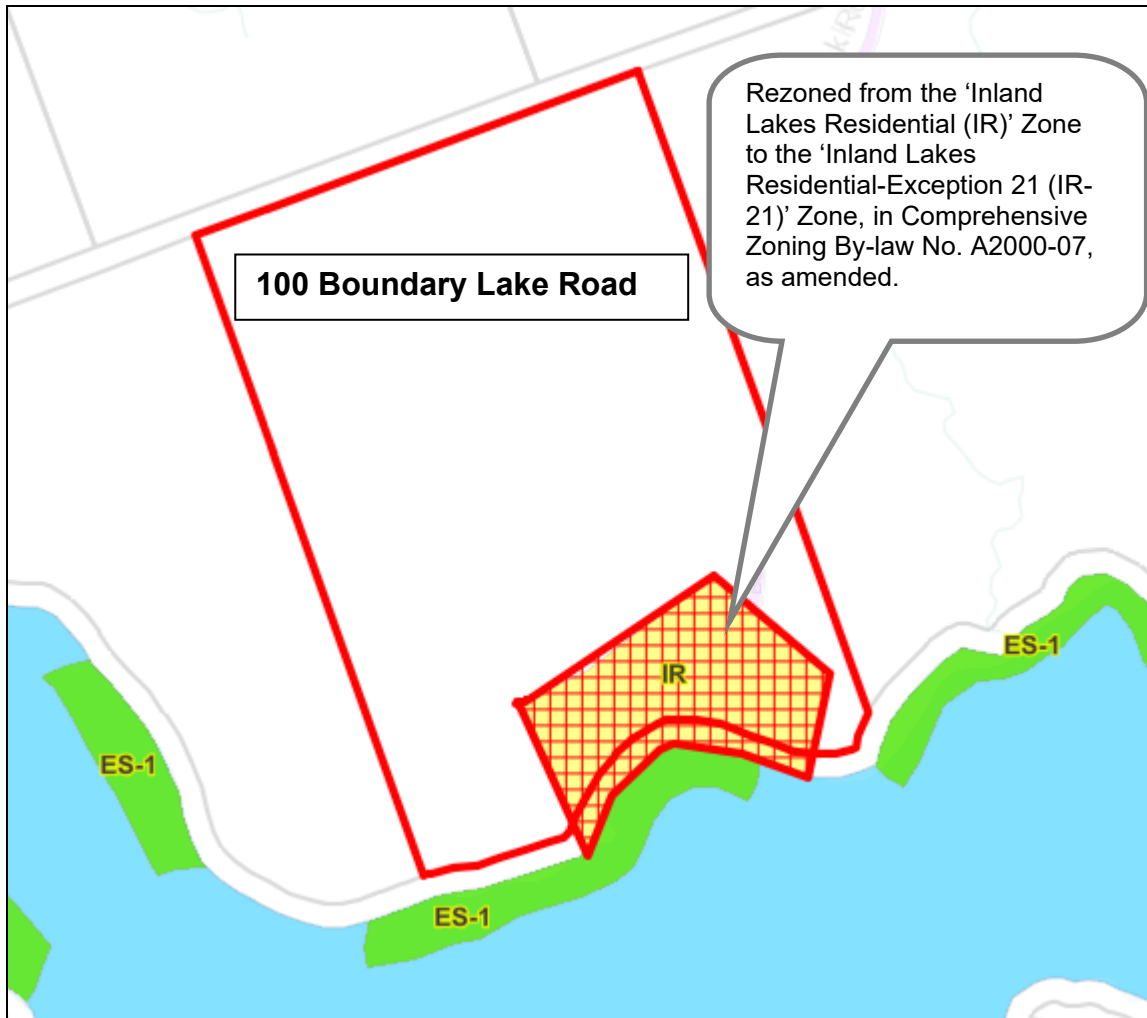 Rezoned from the ‘Inland
Lakes Residential (IR)’ Zone
to the ‘Inland Lakes
Residential-Exception 21 (IR-
21)’ Zone, in Comprehensive
Zoning By-law No. A2000-07,
as amended.
100 Boundary Lake Road
ES-1
IR
ES-1
ES-1